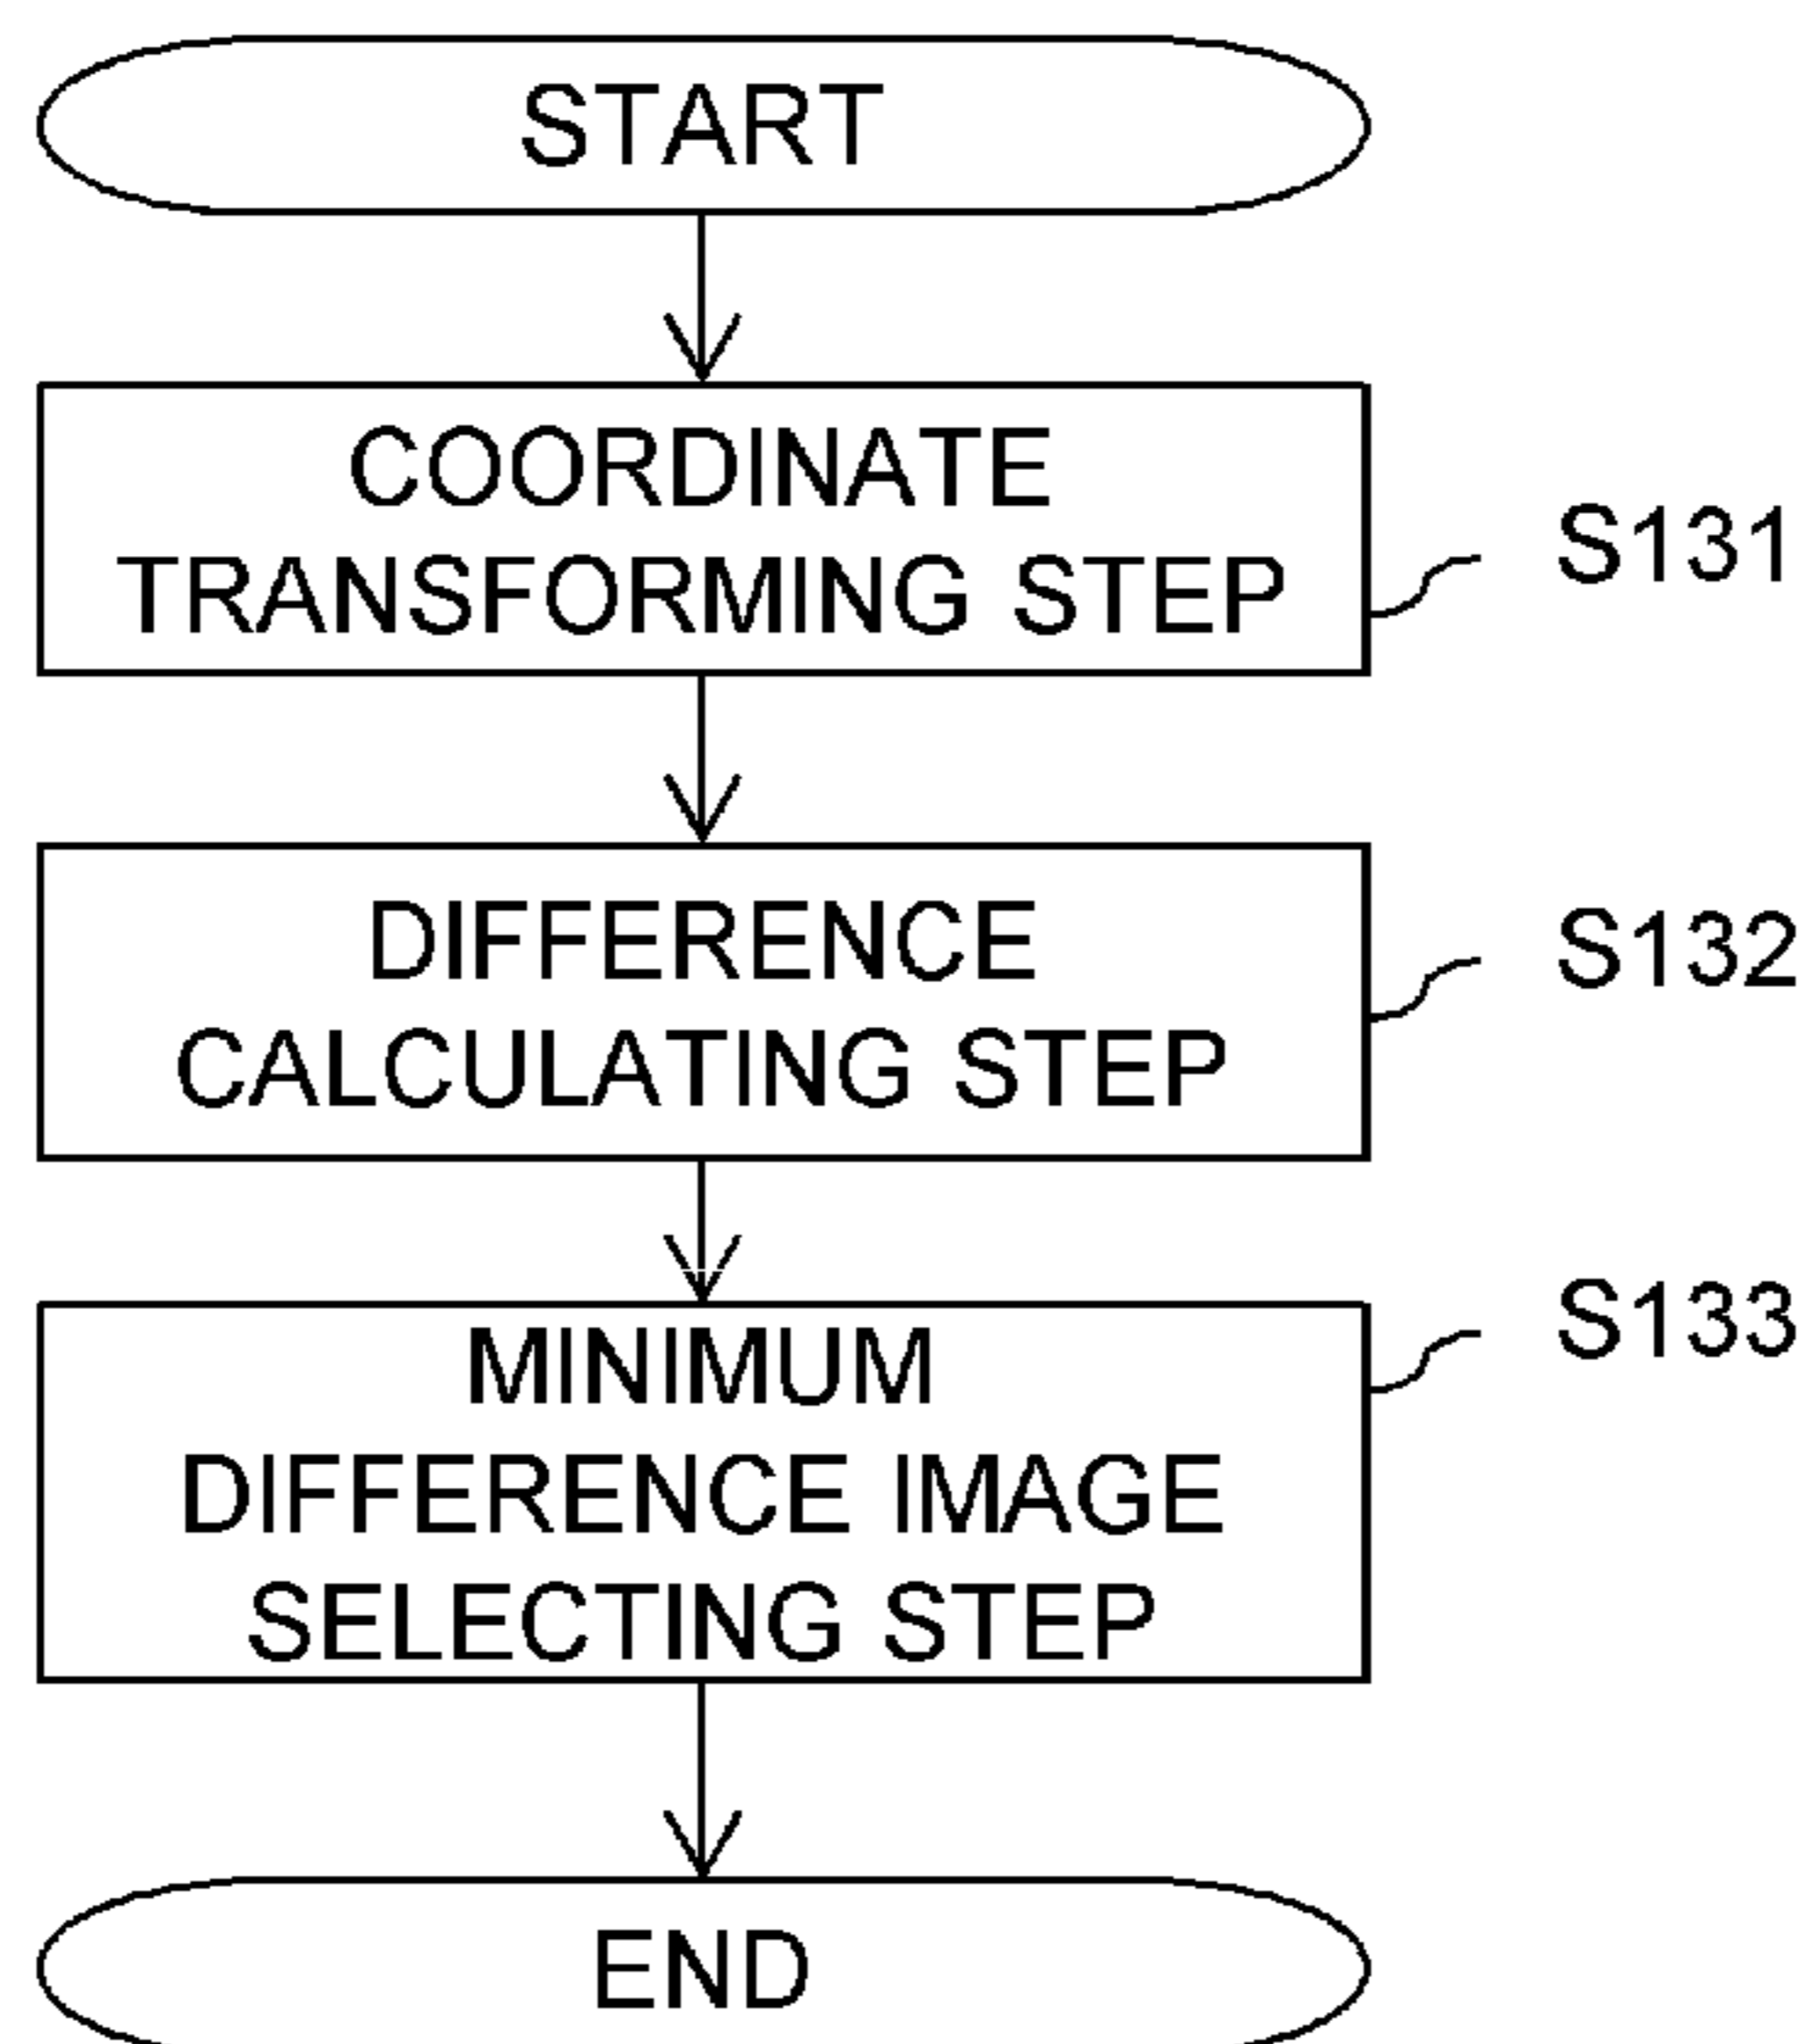 START
COORDINATE
TRANSFORMING STEP
S131
DIFFERENCE
CALCULATING STEP
S132
MINIMUM
DIFFERENCE IMAGE
SELECTING STEP
S133
END